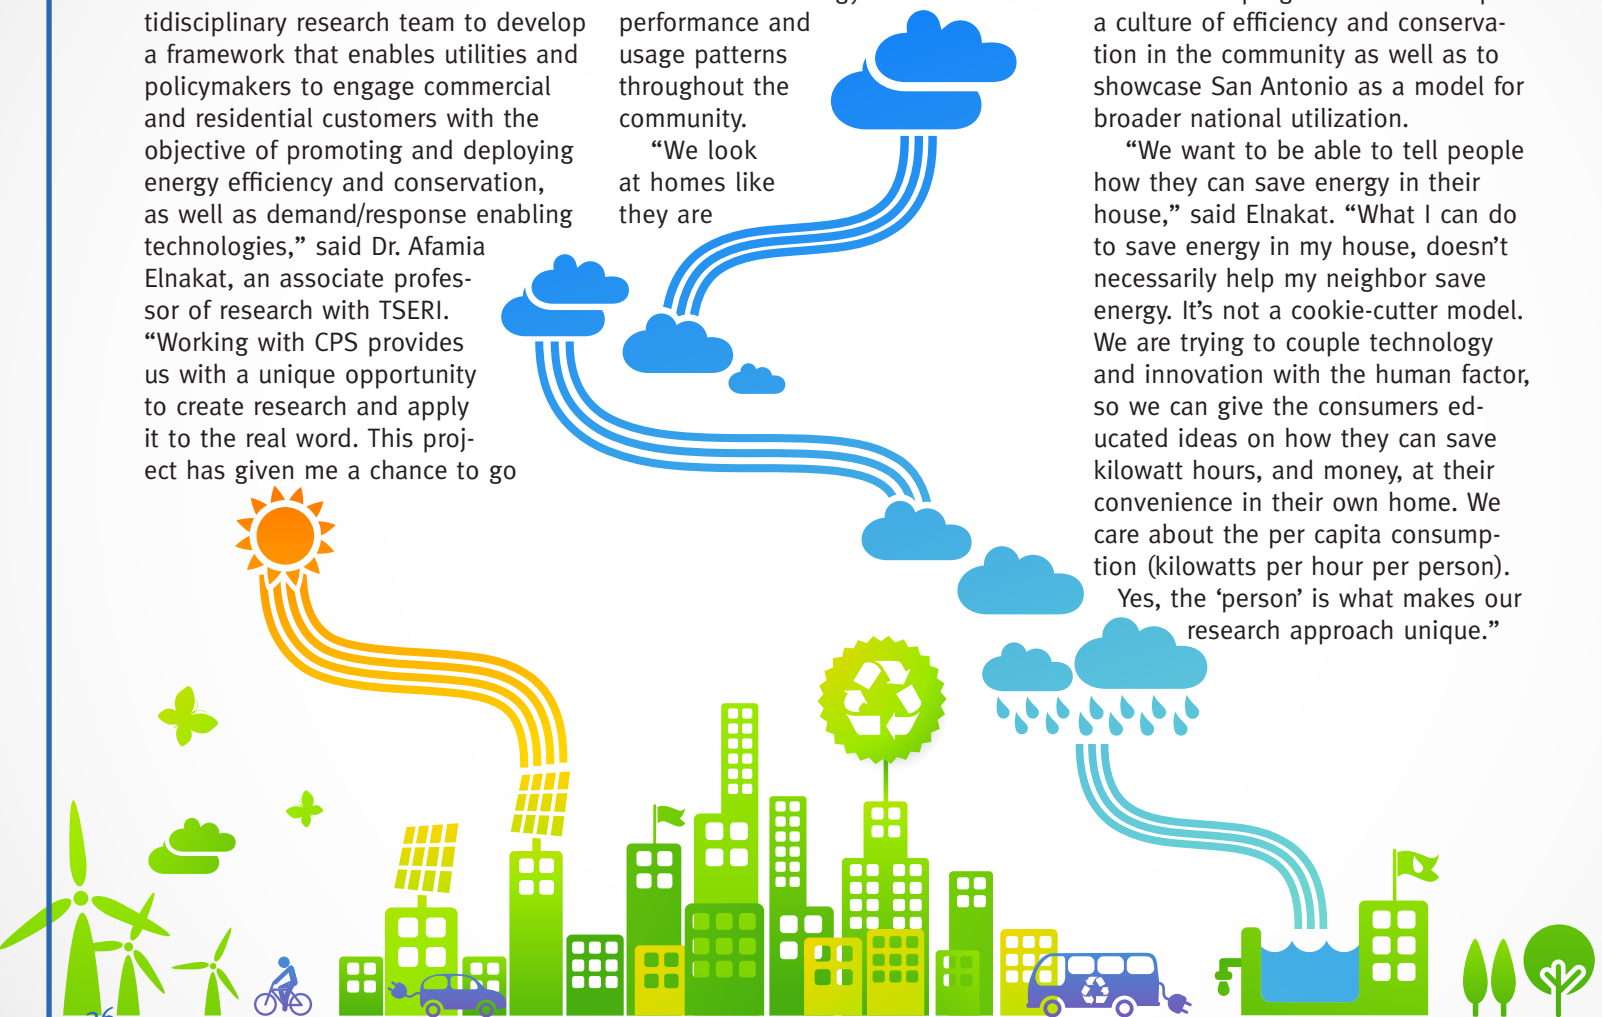 tidisciplinary research team to develop
a framework that enables utilities and
policymakers to engage commercial
and residential customers with the
objective of promoting and deploying
energy efficiency and conservation,
as well as demand/response enabling
technologies,” said Dr. Afamia
Elnakat, an associate profes-
sor of research with TSERI.
“Working with CPS provides
us with a unique opportunity
to create research and apply
it to the real word. This proj-
ect has given me a chance to go
performance and
usage patterns
throughout the
community.
“We look
at homes like
they are
a culture of efficiency and conserva-
tion in the community as well as to
showcase San Antonio as a model for
broader national utilization.
“We want to be able to tell people
how they can save energy in their
house,” said Elnakat. “What I can do
to save energy in my house, doesn’t
necessarily help my neighbor save
energy. It’s not a cookie-cutter model.
We are trying to couple technology
and innovation with the human factor,
so we can give the consumers ed-
ucated ideas on how they can save
kilowatt hours, and money, at their
convenience in their own home. We
care about the per capita consump-
tion (kilowatts per hour per person).
Yes, the ‘person’ is what makes our
research approach unique.”